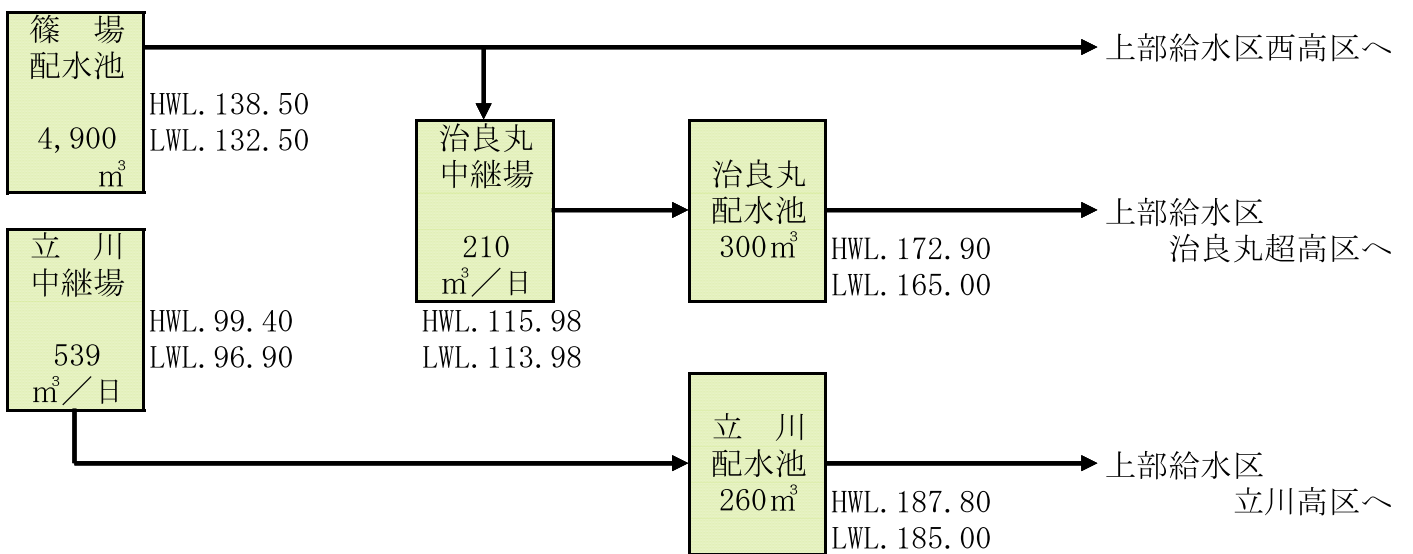 篠　場
配水池
4,900
㎥
HWL.138.50
LWL.132.50
上部給水区西高区へ
治良丸
中継場
210
㎥／日
HWL.115.98
LWL.113.98
治良丸
配水池
300㎥
HWL.172.90
LWL.165.00
上部給水区
治良丸超高区へ
立　川
中継場
539
㎥／日
HWL.99.40
LWL.96.90
立　川
配水池
260㎥
HWL.187.80
LWL.185.00
上部給水区
立川高区へ